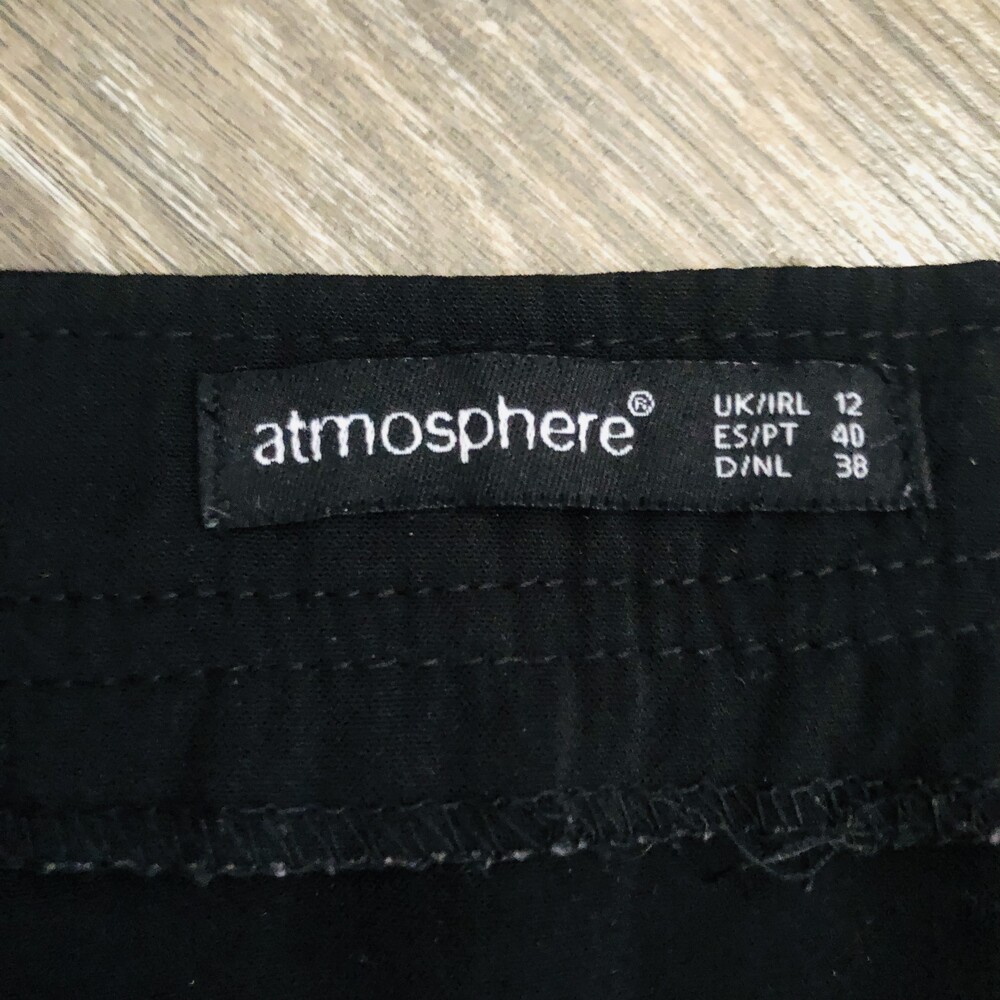 atmosphere®
UK/IRL 12
ES/PT 40
D/NL 38